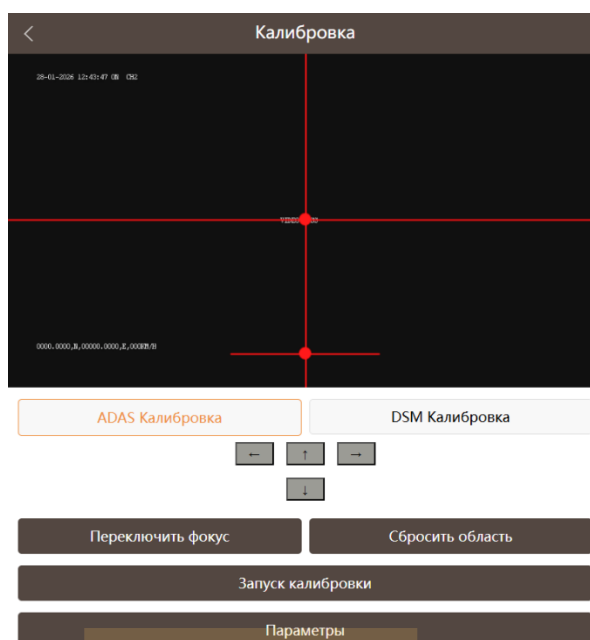 Калибровка
28-01-2026 12:43:47 ON CH2
0000.0000,N,00000.0000,E,000KM/H
ADAS Калибровка
DSM Калибровка
←
↑
→
↓
Переключить фокус
Сбросить область
Запуск калибровки
Параметры